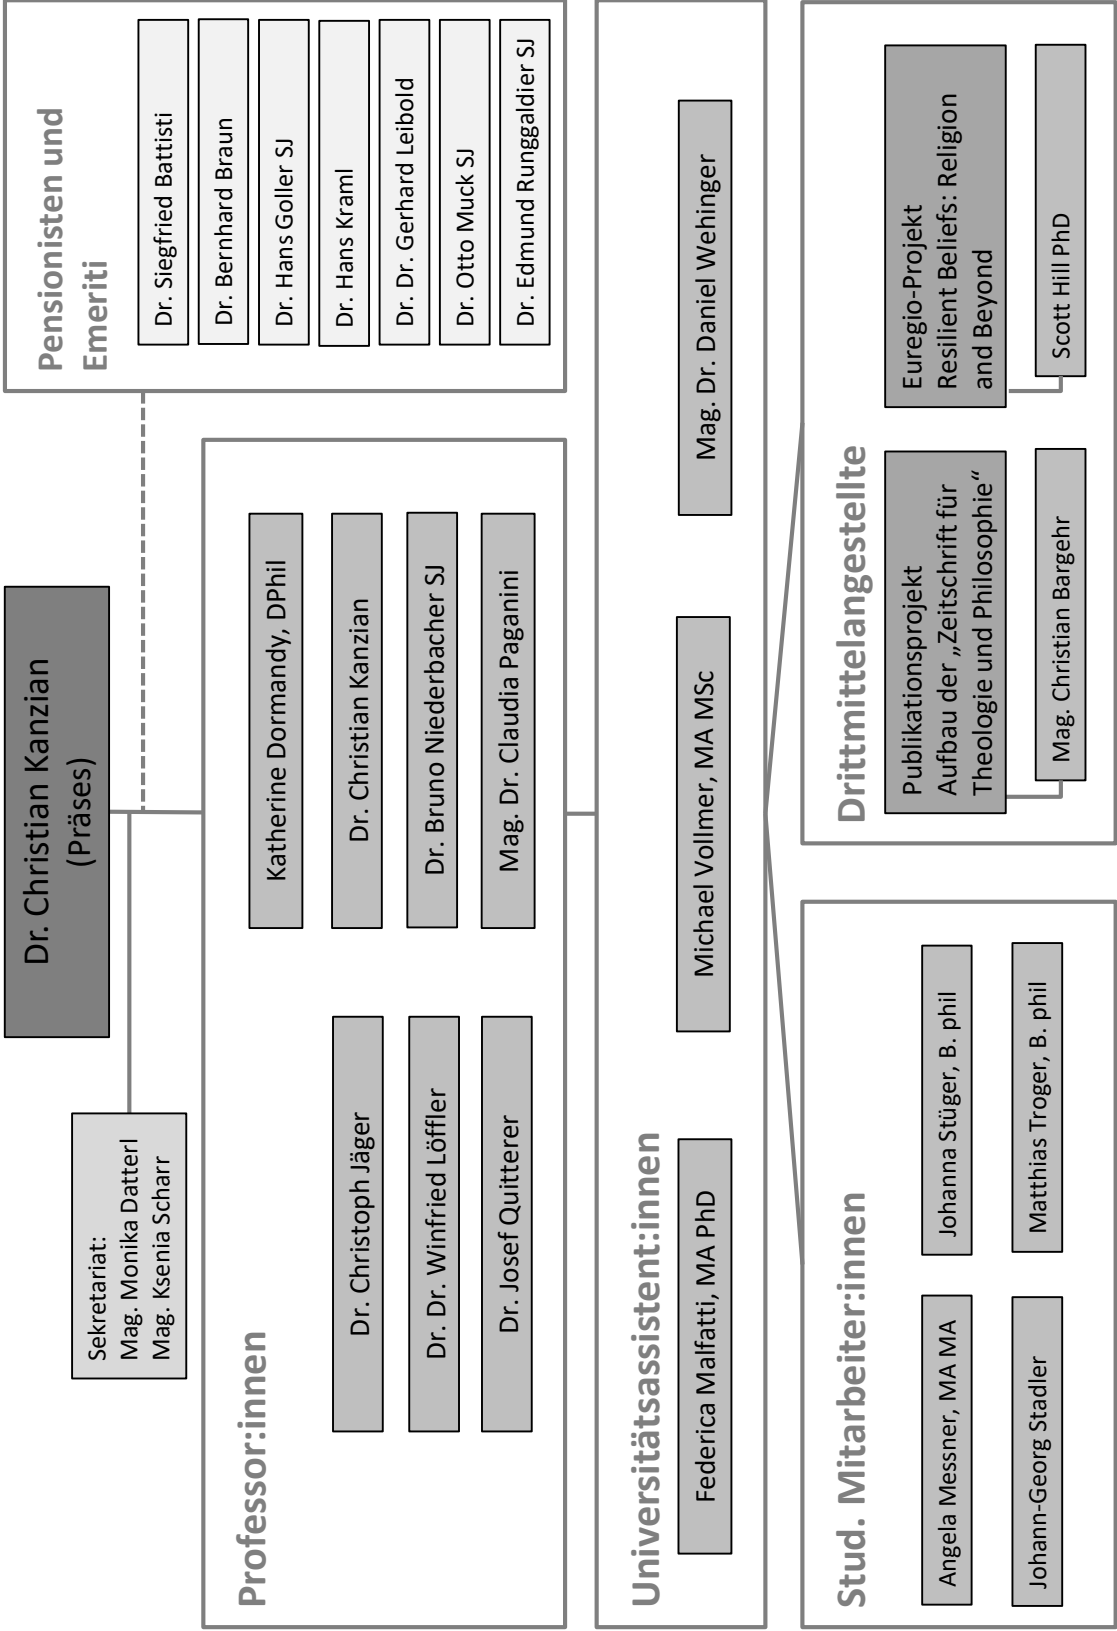 Dr. Christian Kanzian
(Präses)
Sekretariat:
Mag. Monika Datterl
Mag. Ksenia Scharr
Pensionisten und
Emeriti
Dr. Siegfried Battisti
Dr. Bernhard Braun
Dr. Hans Goller SJ
Dr. Hans Kraml
Dr. Dr. Gerhard Leibold
Dr. Otto Muck SJ
Dr. Edmund Runggaldier SJ
Professor:innen
Dr. Christoph Jäger
Dr. Dr. Winfried Löffler
Dr. Josef Quitterer
Katherine Dormandy, DPhil
Dr. Christian Kanzian
Dr. Bruno Niederbacher SJ
Mag. Dr. Claudia Paganini
Universitätsassistent:innen
Federica Malfatti, MA PhD
Michael Vollmer, MA MSc
Mag. Dr. Daniel Wehinger
Stud. Mitarbeiter:innen
Angela Messner, MA MA
Johanna Stüger, B. phil
Johann-Georg Stadler
Matthias Troger, B. phil
Drittmittelangestellte
Publikationsprojekt
Aufbau der „Zeitschrift für
Theologie und Philosophie“
Mag. Christian Bargehr
Euregio-Projekt
Resilient Beliefs: Religion
and Beyond
Scott Hill PhD